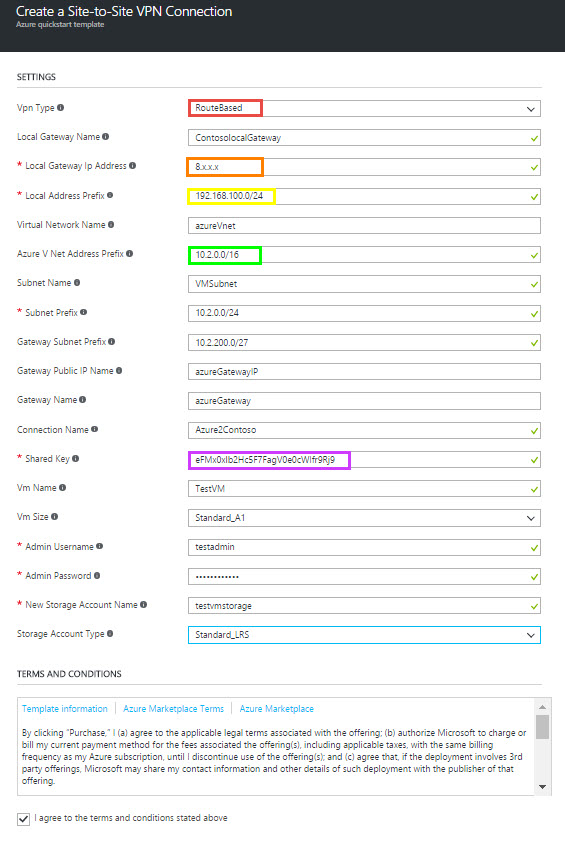 Create a Site-to-Site VPN Connection
Azure quickstart template
SETTINGS
Vpn Type
RouteBased
Local Gateway Name
ContosolocalGateway
* Local Gateway Ip Address
8.x.x.x
* Local Address Prefix
192.168.100.0/24
Virtual Network Name
azureVnet
Azure V Net Address Prefix
10.2.0.0/16
Subnet Name
VMSubnet
* Subnet Prefix
10.2.0.0/24
Gateway Subnet Prefix
10.2.200.0/27
Gateway Public IP Name
azureGatewayIP
Gateway Name
azureGateway
Connection Name
Azure2Contoso
* Shared Key
eFMx0xIb2Hc5F7FagV0e0cWIfr9Rj9
Vm Name
TestVM
Vm Size
Standard_A1
* Admin Username
testadmin
* Admin Password
••••••••••••
* New Storage Account Name
testvmstorage
Storage Account Type
Standard_LRS
TERMS AND CONDITIONS
Template information | Azure Marketplace Terms | Azure Marketplace
By clicking "Purchase," I (a) agree to the applicable legal terms associated with the offering; (b) authorize Microsoft to charge or
bill my current payment method for the fees associated the offering(s), including applicable taxes, with the same billing
frequency as my Azure subscription, until I discontinue use of the offering(s); and (c) agree that, if the deployment involves 3rd
party offerings, Microsoft may share my contact information and other details of such deployment with the publisher of that
offering.
I agree to the terms and conditions stated above